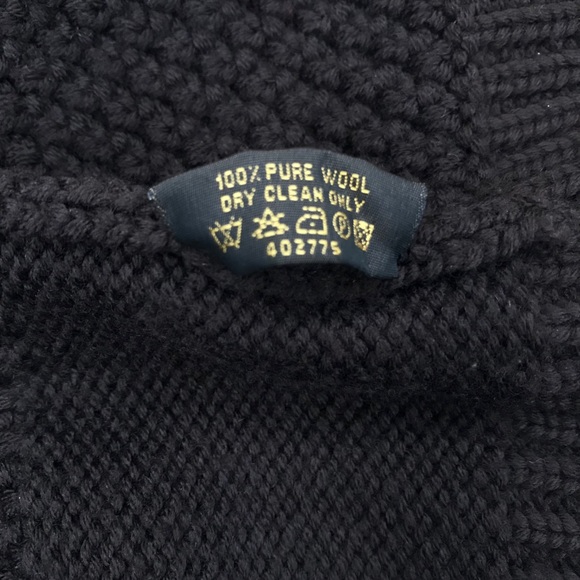 100% PURE WOOL
DRY CLEAN ONLY
P
402775